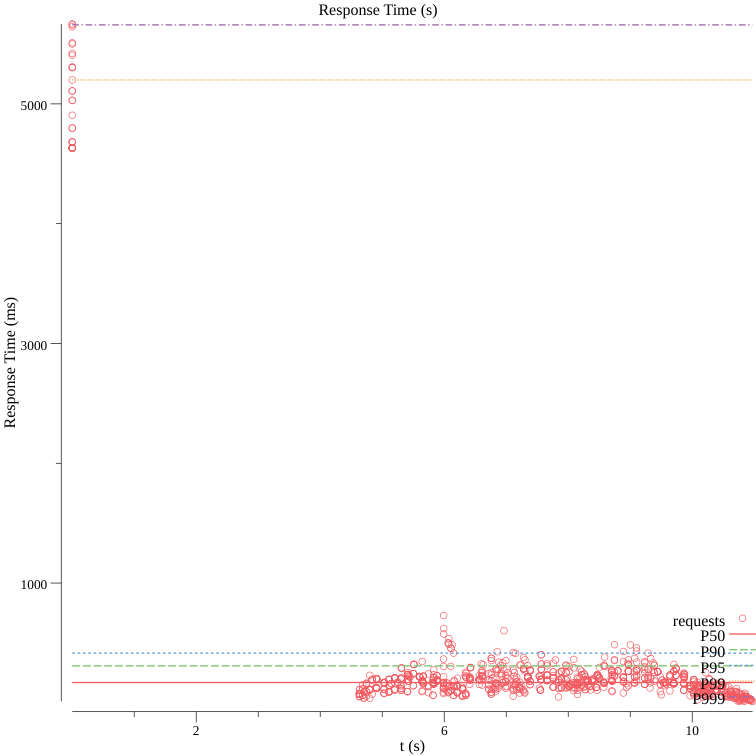 Response Time (s)
5000
3000
1000
Response Time (ms)
requests
P50
P90
P95
P99
P999
2
6
10
t (s)